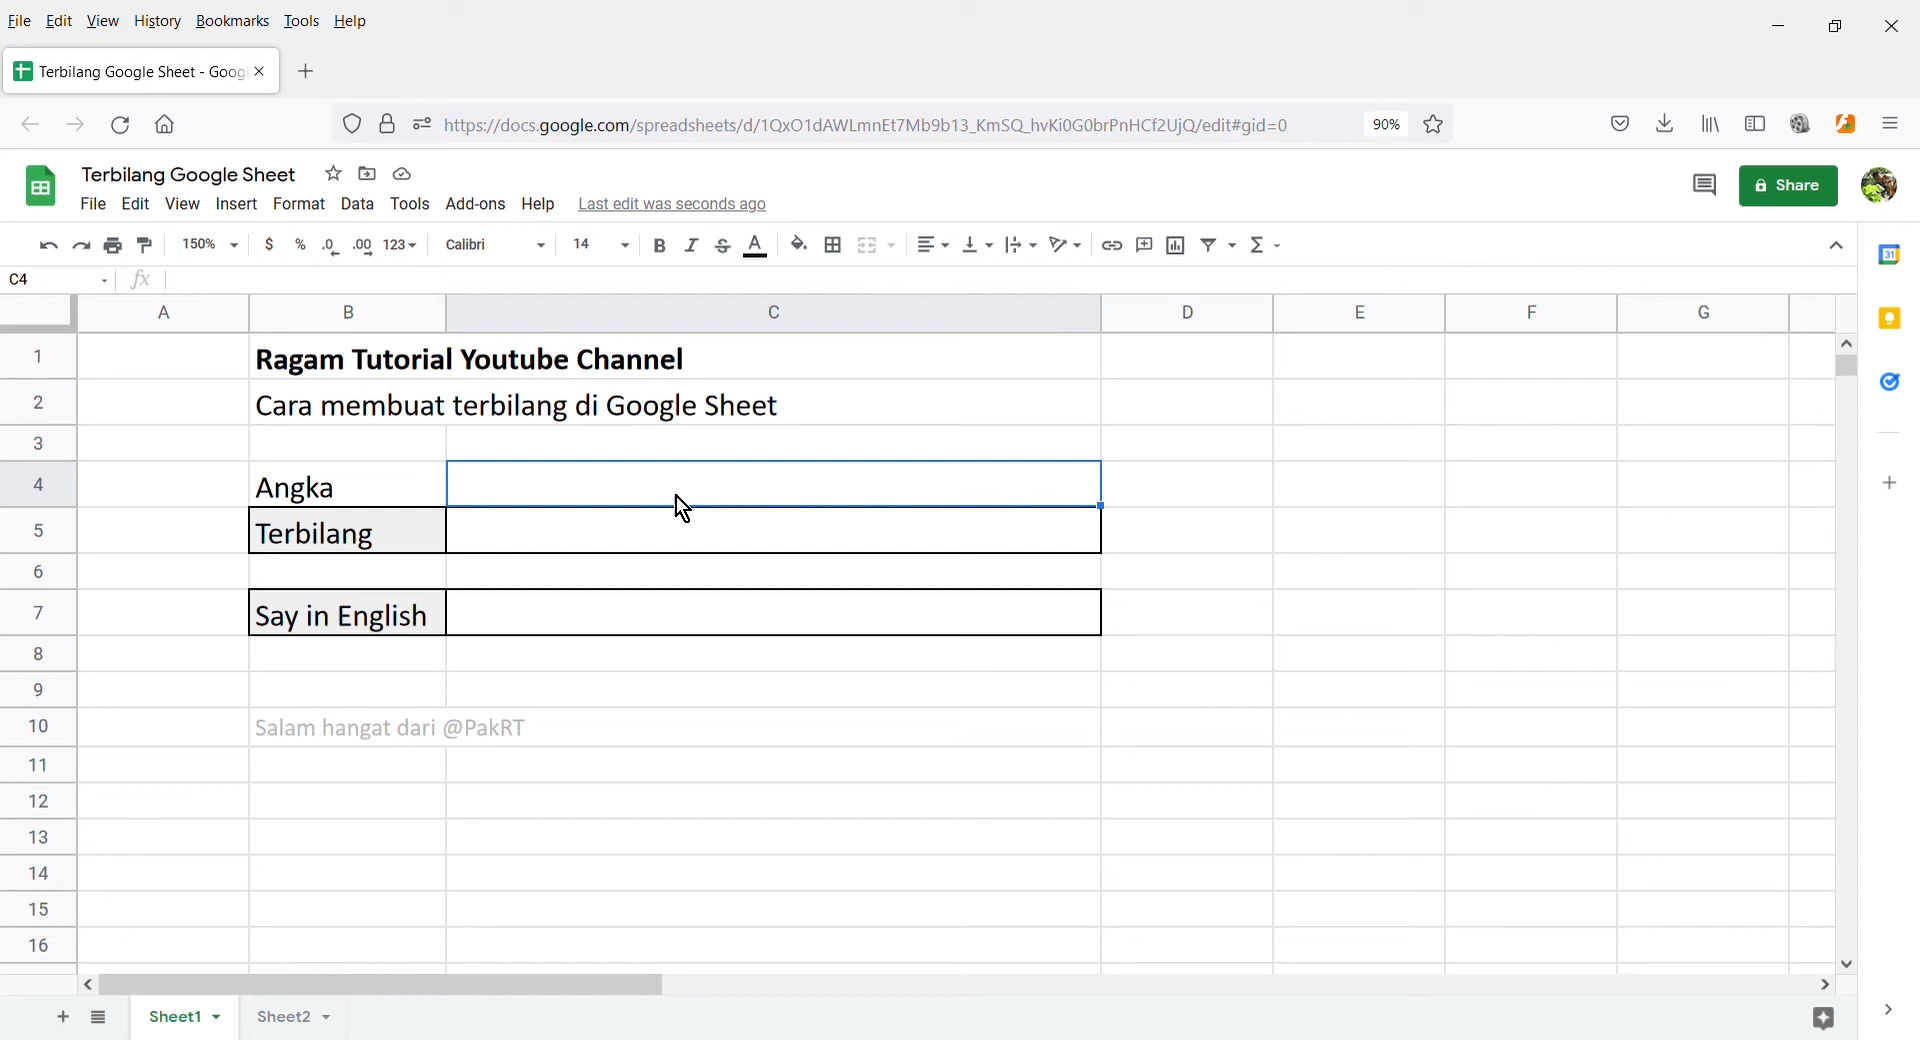 File Edit View History Bookmarks Tools Help
Terbilang Google Sheet - Goog
https://docs.google.com/spreadsheets/d/1QxO1dAWLmnEt7Mb9b13_KmSQ_hvKi0G0brPnHCf2UjQ/edit#gid=0 90%
Terbilang Google Sheet
Share
File Edit View Insert Format Data Tools Add-ons Help Last edit was seconds ago
150% $ % .0 .00 123 Calibri 14 B I S A Σ
31
C4 fx
A B C D E F G
1 Ragam Tutorial Youtube Channel
2 Cara membuat terbilang di Google Sheet
3
4 Angka
5 Terbilang
6
7 Say in English
8
9
10 Salam hangat dari @PakRT
11
12
13
14
15
16
Sheet1 Sheet2